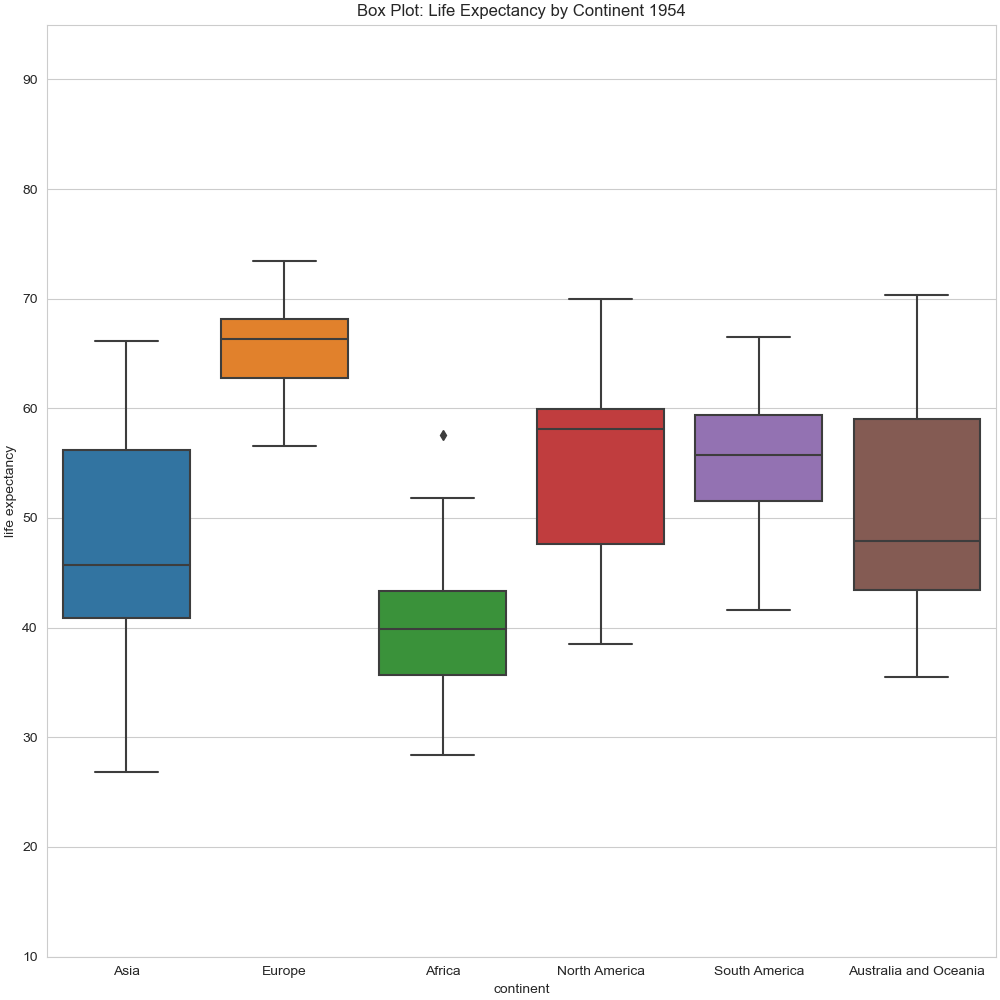 Box Plot: Life Expectancy by Continent 1954
90
80
70
60
50
40
30
20
10
life expectancy
Asia Europe Africa North America South America Australia and Oceania
continent